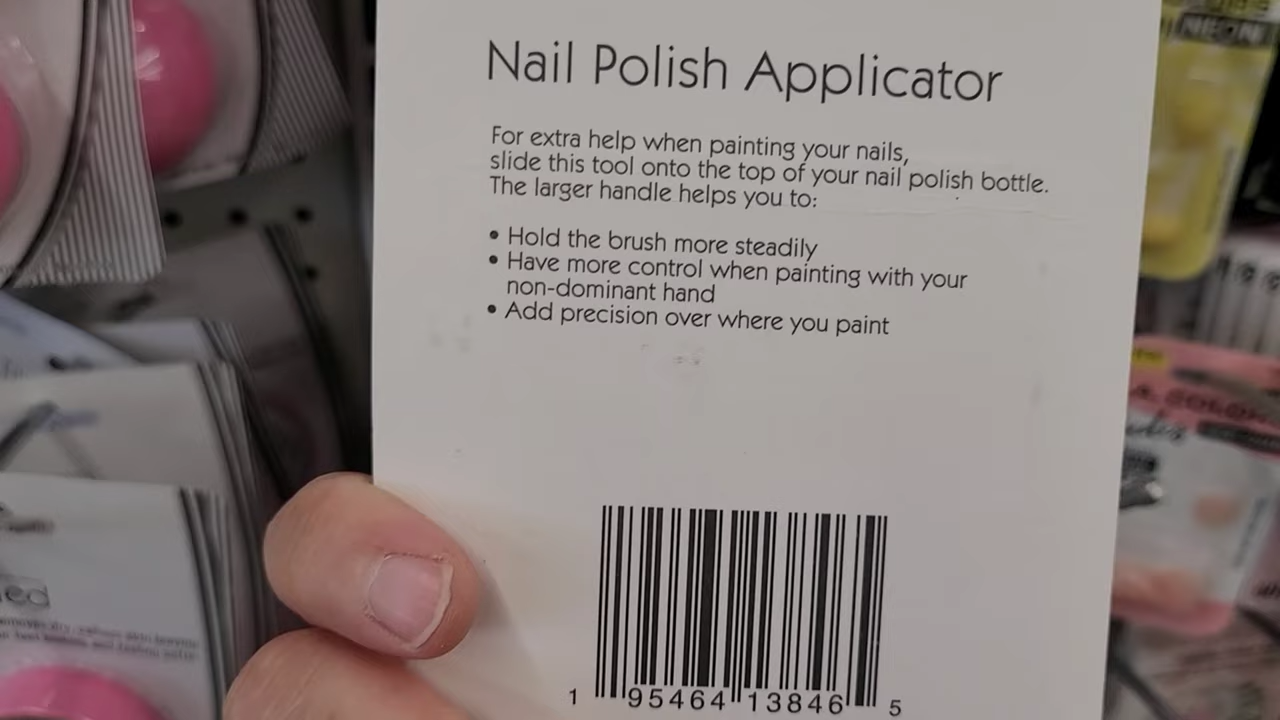 Nail Polish Applicator
For extra help when painting your nails,
slide this tool onto the top of your nail polish bottle.
The larger handle helps you to:
• Hold the brush more steadily
• Have more control when painting with your
non-dominant hand
• Add precision over where you paint
1 95464 13846 5
NEON